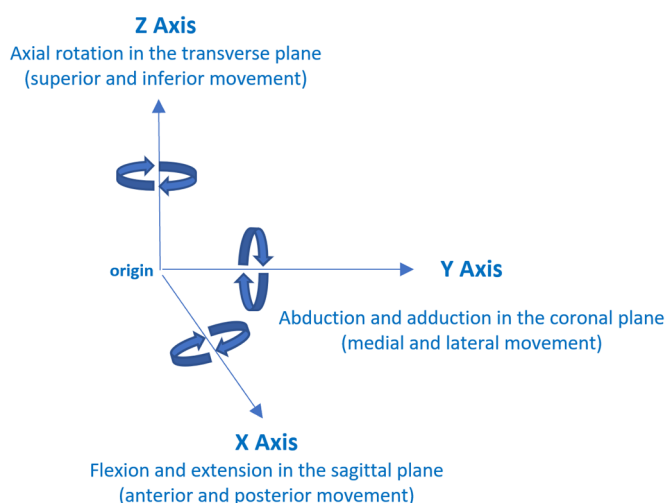 Z Axis
Axial rotation in the transverse plane
(superior and inferior movement)
origin
Y Axis
Abduction and adduction in the coronal plane
(medial and lateral movement)
X Axis
Flexion and extension in the sagittal plane
(anterior and posterior movement)